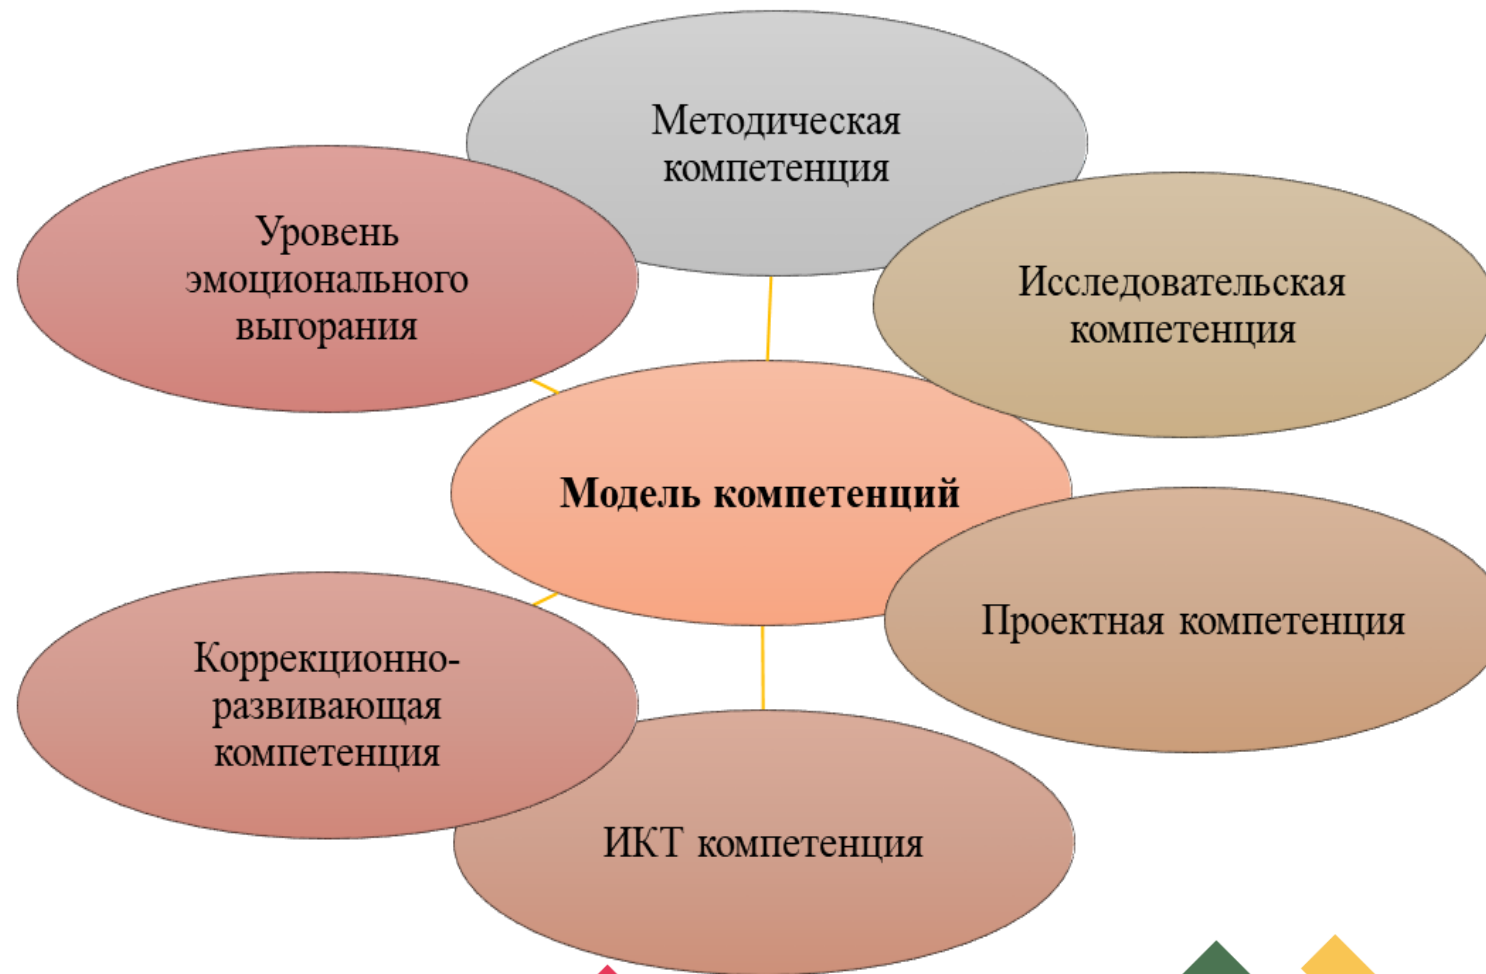 Методическая
компетенция
Уровень
эмоционального
выгорания
Исследовательская
компетенция
Модель компетенций
Проектная компетенция
Коррекционно-
развивающая
компетенция
ИКТ компетенция